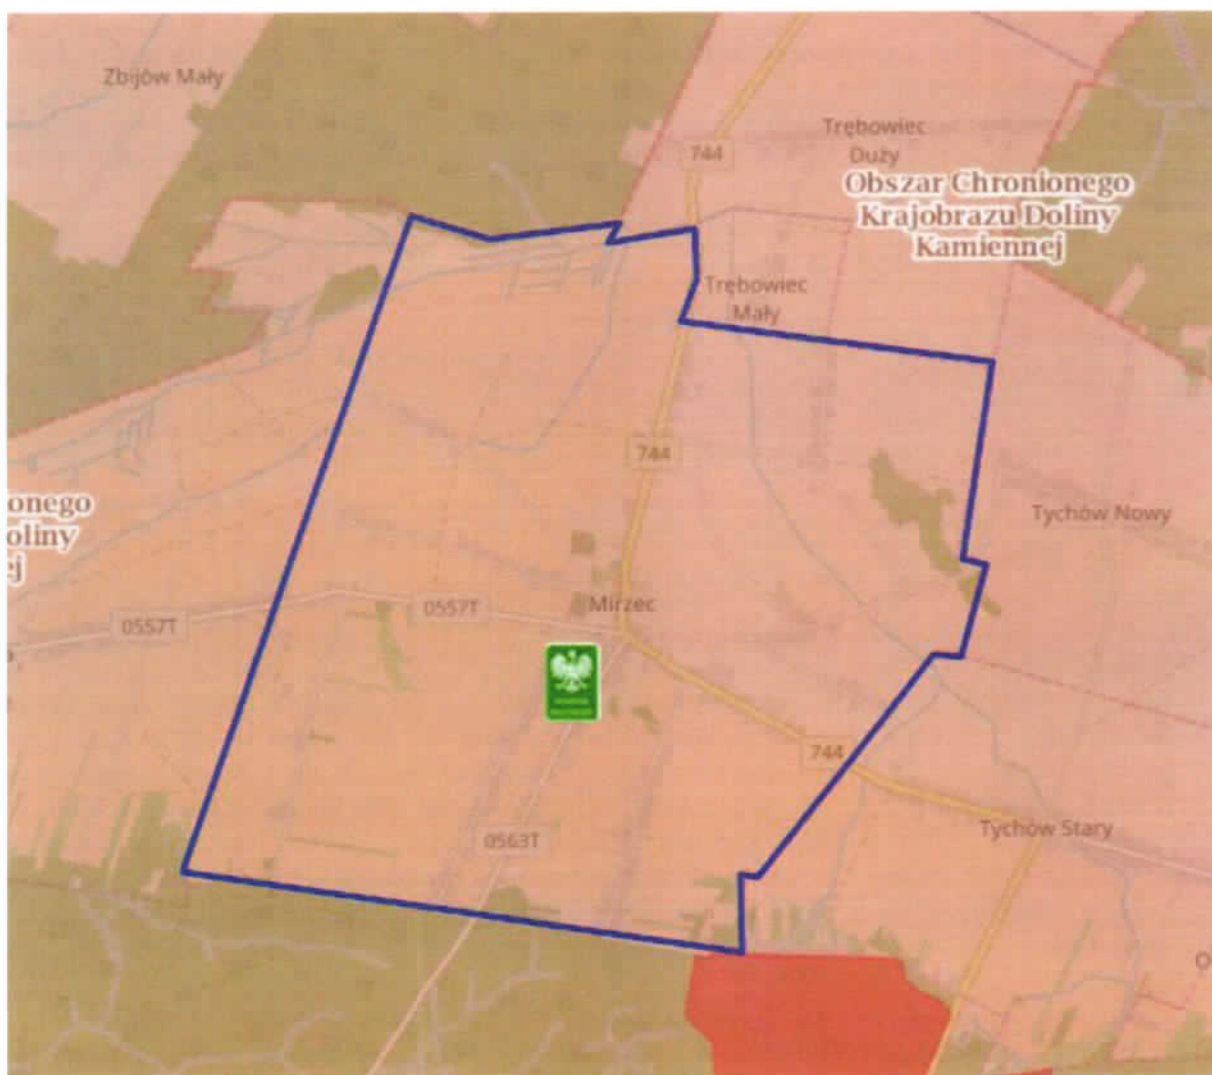 Zbijów Mały
744
Trębowiec
Duży
Obszar Chronionego
Krajobrazu Doliny
Kamiennej
Trębowiec
Mały
744
onego
oliny
ej
Tychów Nowy
0557T
0557T
Mirzec
744
Tychów Stary
0563T
O